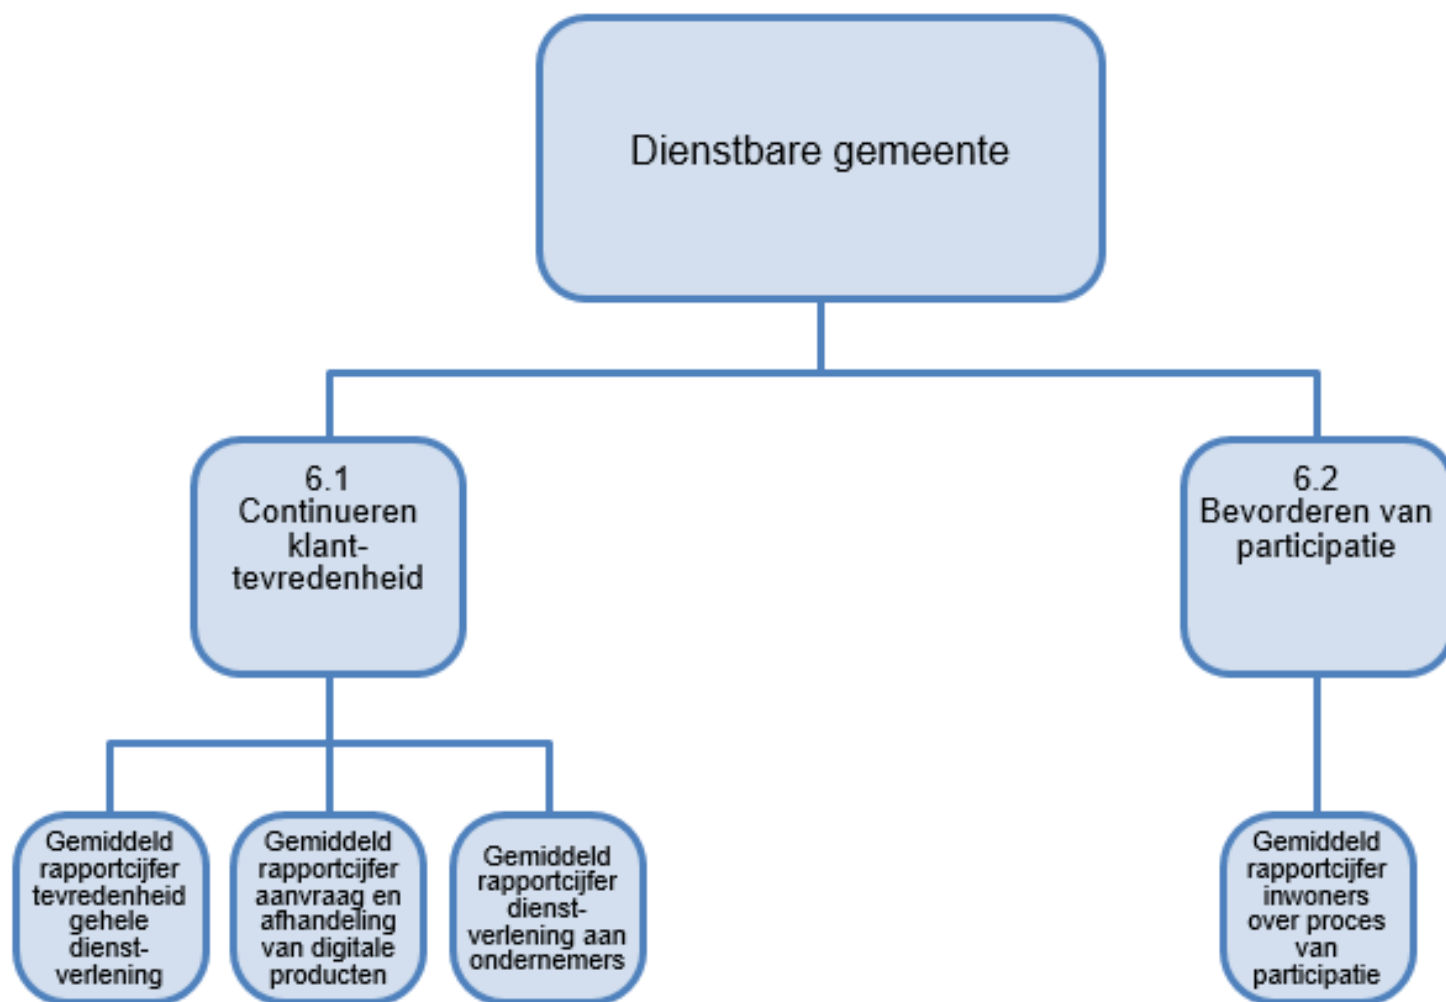 Dienstbare gemeente
6.1
Continueren
klant-
tevredenheid
6.2
Bevorderen van
participatie
Gemiddeld
rapportcijfer
tevredenheid
gehele
dienst-
verlening
Gemiddeld
rapportcijfer
aanvraag en
afhandeling
van digitale
producten
Gemiddeld
rapportcijfer
dienst-
verlening aan
ondernemers
Gemiddeld
rapportcijfer
inwoners
over proces
van
participatie